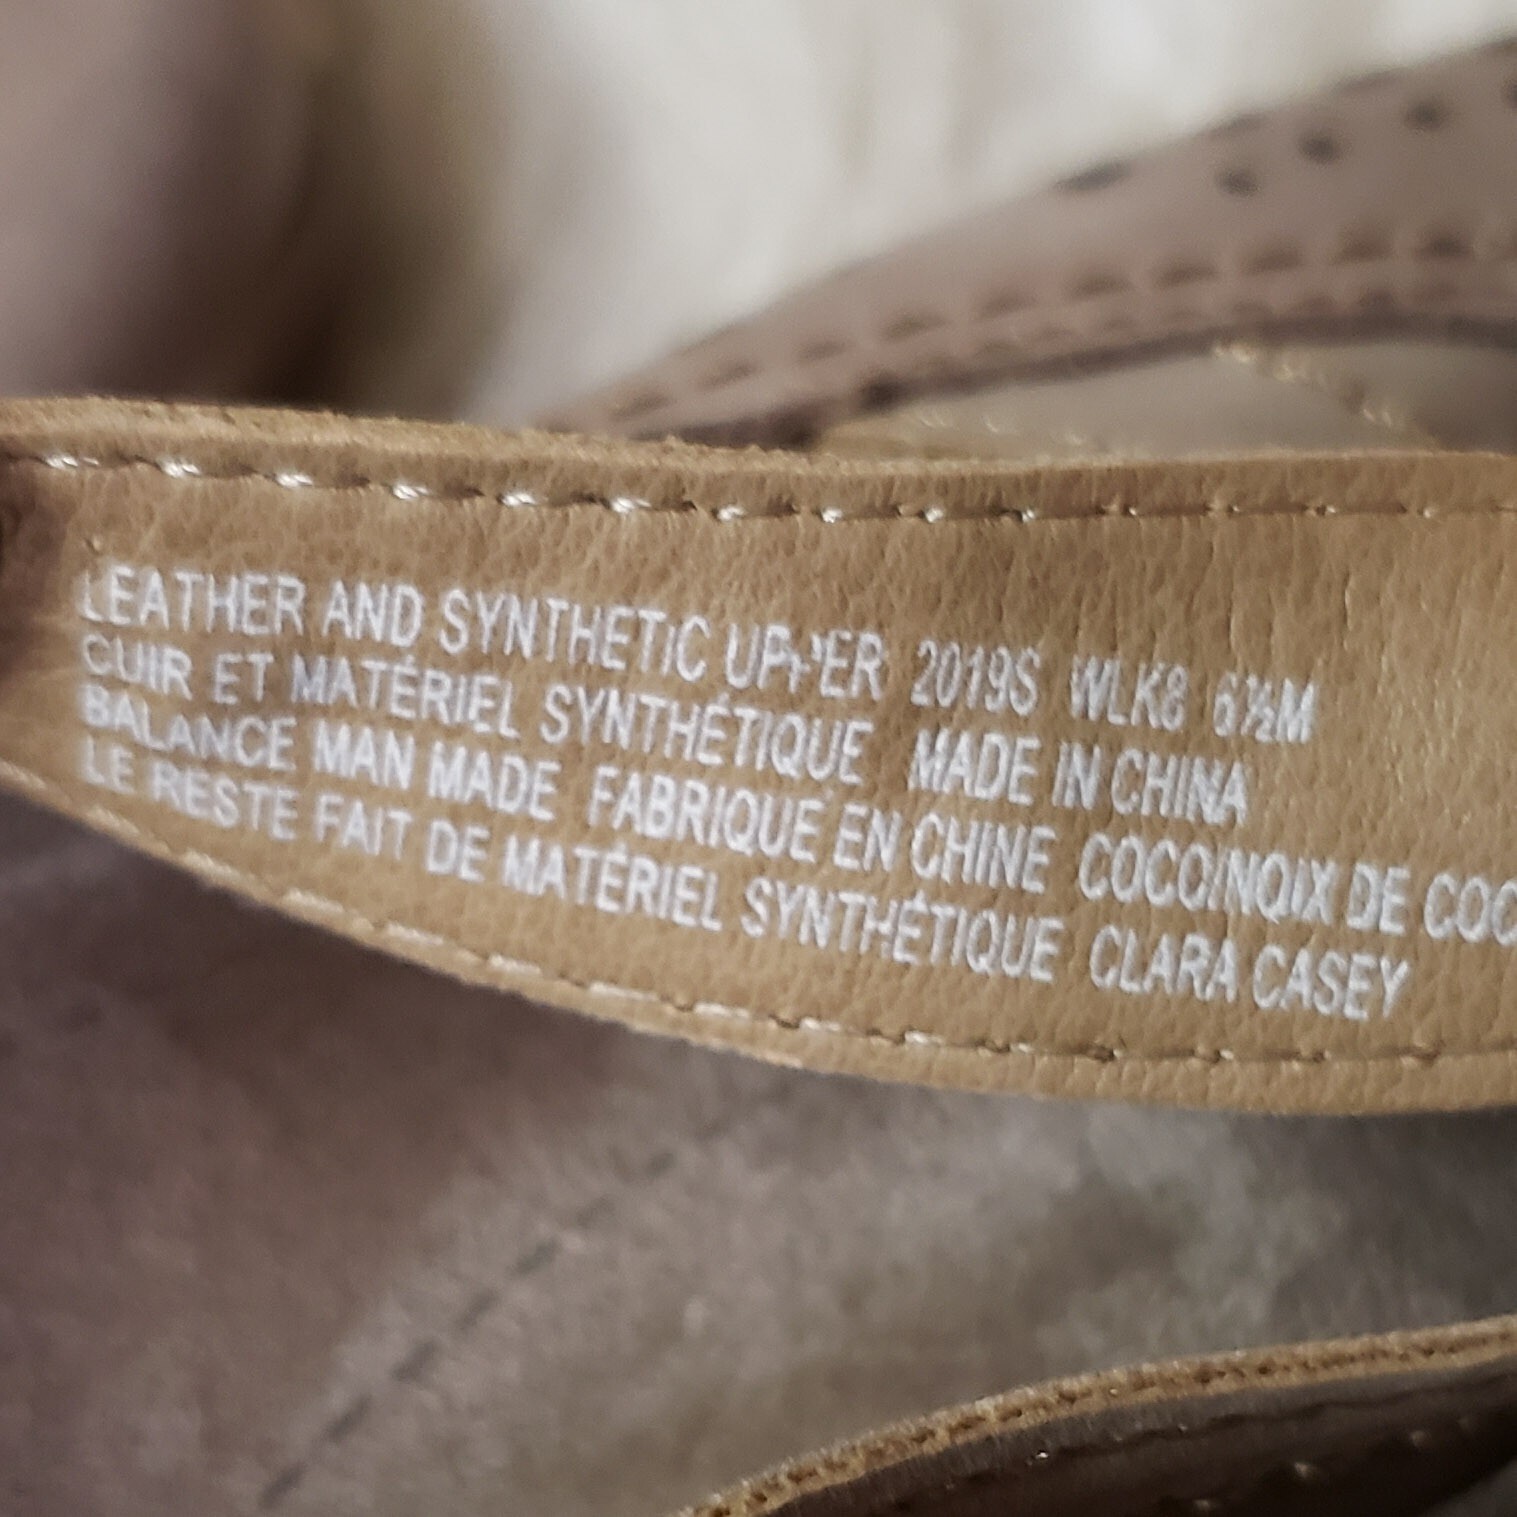 LEATHER AND SYNTHETIC UPPER 2019S WLK8 6½M
CUIR ET MATÉRIEL SYNTHÉTIQUE MADE IN CHINA
BALANCE MAN MADE FABRIQUÉ EN CHINE COCO/NOIX DE COC
LE RESTE FAIT DE MATÉRIEL SYNTHÉTIQUE CLARA CASEY